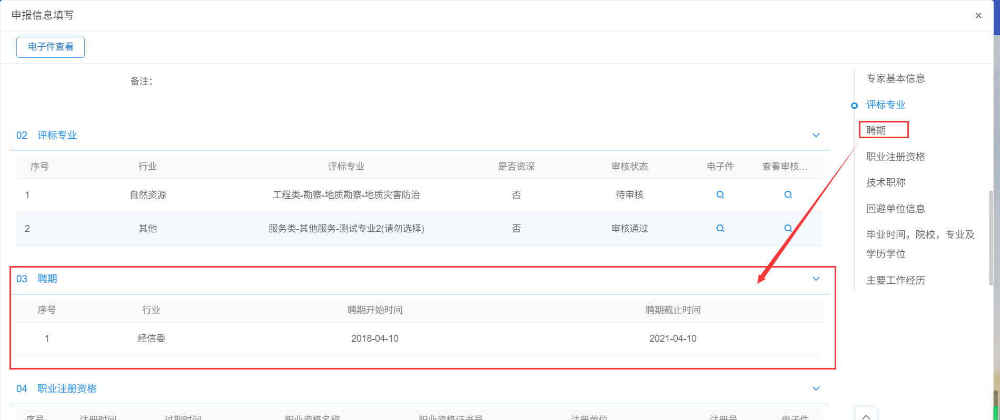 申报信息填写
电子件查看
备注：
专家基本信息
评标专业
聘期
职业注册资格
技术职称
回避单位信息
毕业时间，院校，专业及
学历学位
主要工作经历
02 评标专业
序号 行业 评标专业 是否资深 审核状态 电子件 查看审核...
1 自然资源 工程类-勘察-地质勘察-地质灾害防治 否 待审核
2 其他 服务类-其他服务-测试专业2(请勿选择) 否 审核通过
03 聘期
序号 行业 聘期开始时间 聘期截止时间
1 经信委 2018-04-10 2021-04-10
04 职业注册资格
序号 注册时间 过期时间 职业资格名称 职业资格证书号 注册单位 注册号 电子件